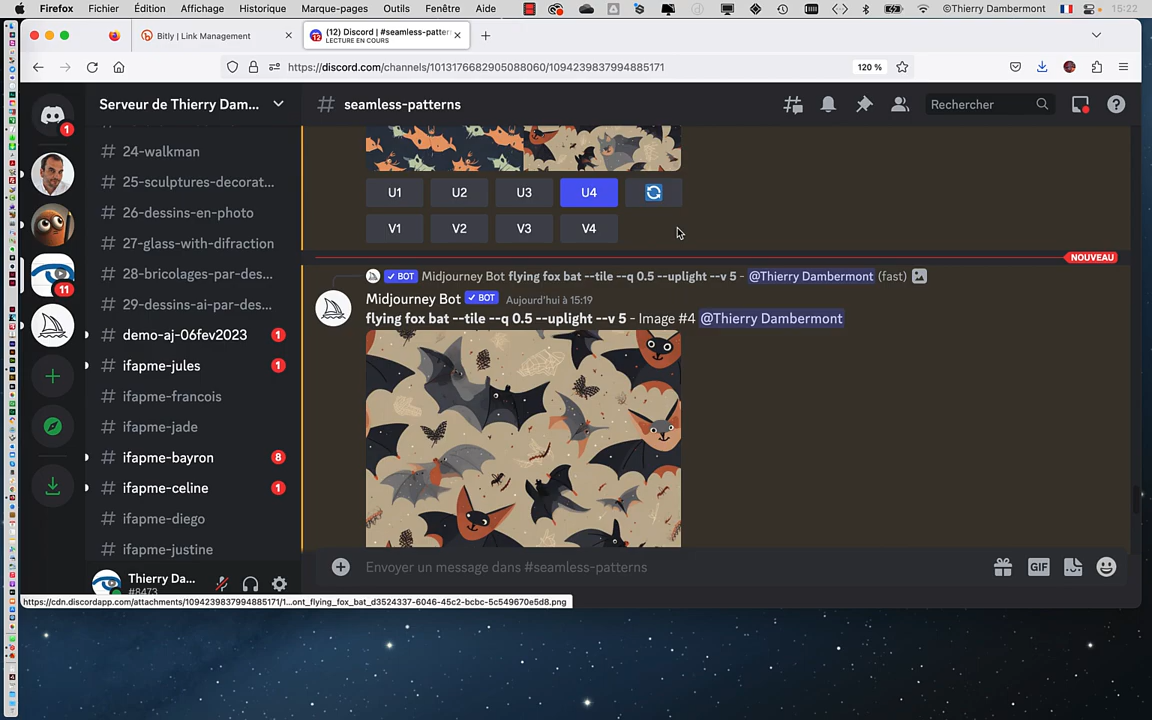 Firefox Fichier Édition Affichage Historique Marque-pages Outils Fenêtre Aide ©Thierry Dambermont 15:22
Bitly | Link Management
(12) Discord | #seamless-patter
LECTURE EN COURS
https://discord.com/channels/1013176682905088060/1094239837994885171
120 %
Serveur de Thierry Dam...
seamless-patterns
Rechercher
1
11
24-walkman
25-sculptures-decorat...
26-dessins-en-photo
27-glass-with-difraction
28-bricolages-par-des...
29-dessins-ai-par-des...
demo-aj-06fev2023 1
ifapme-jules 1
ifapme-francois
ifapme-jade
ifapme-bayron 8
ifapme-celine 1
ifapme-diego
ifapme-justine
Thierry Da...
#8473
U1 U2 U3 U4
V1 V2 V3 V4
NOUVEAU
✓ BOT Midjourney Bot flying fox bat --tile --q 0.5 --uplight --v 5 - @Thierry Dambermont (fast)
Midjourney Bot ✓ BOT Aujourd'hui à 15:19
flying fox bat --tile --q 0.5 --uplight --v 5 - Image #4 @Thierry Dambermont
Envoyer un message dans #seamless-patterns
GIF
https://cdn.discordapp.com/attachments/1094239837994885171/1...ont_flying_fox_bat_d3524337-6046-45c2-bcbc-5c549670e5d8.png